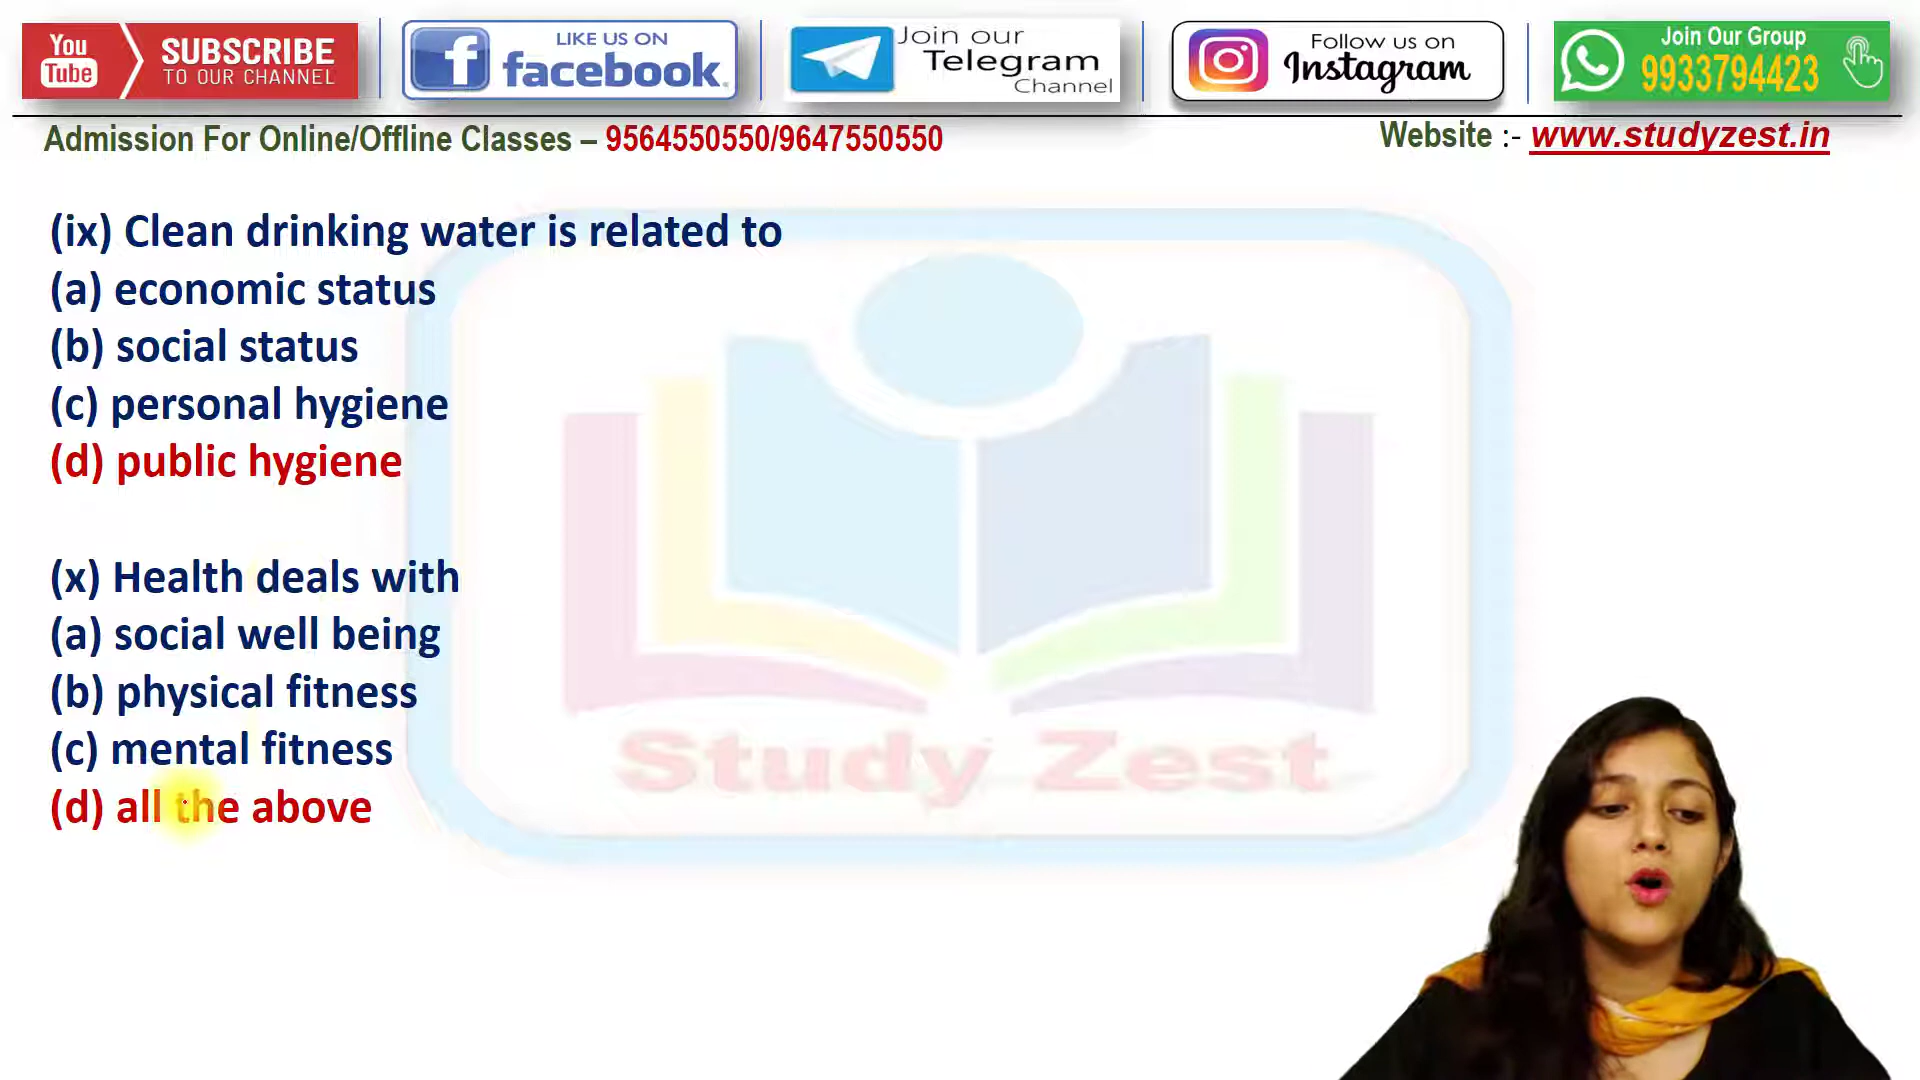 You Tube SUBSCRIBE TO OUR CHANNEL
LIKE US ON facebook.
Join our Telegram Channel
Follow us on Instagram
Join Our Group 9933794423
Admission For Online/Offline Classes – 9564550550/9647550550
Website :- www.studyzest.in
(ix) Clean drinking water is related to
(a) economic status
(b) social status
(c) personal hygiene
(d) public hygiene
(x) Health deals with
(a) social well being
(b) physical fitness
(c) mental fitness
(d) all the above
Study Zest